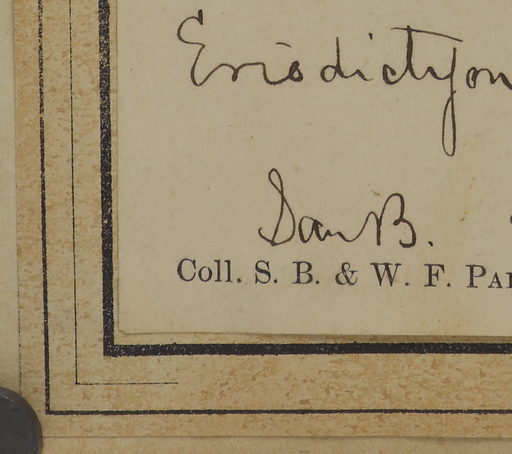 Eriodictyon
San B.
Coll. S. B. & W. F. Pa